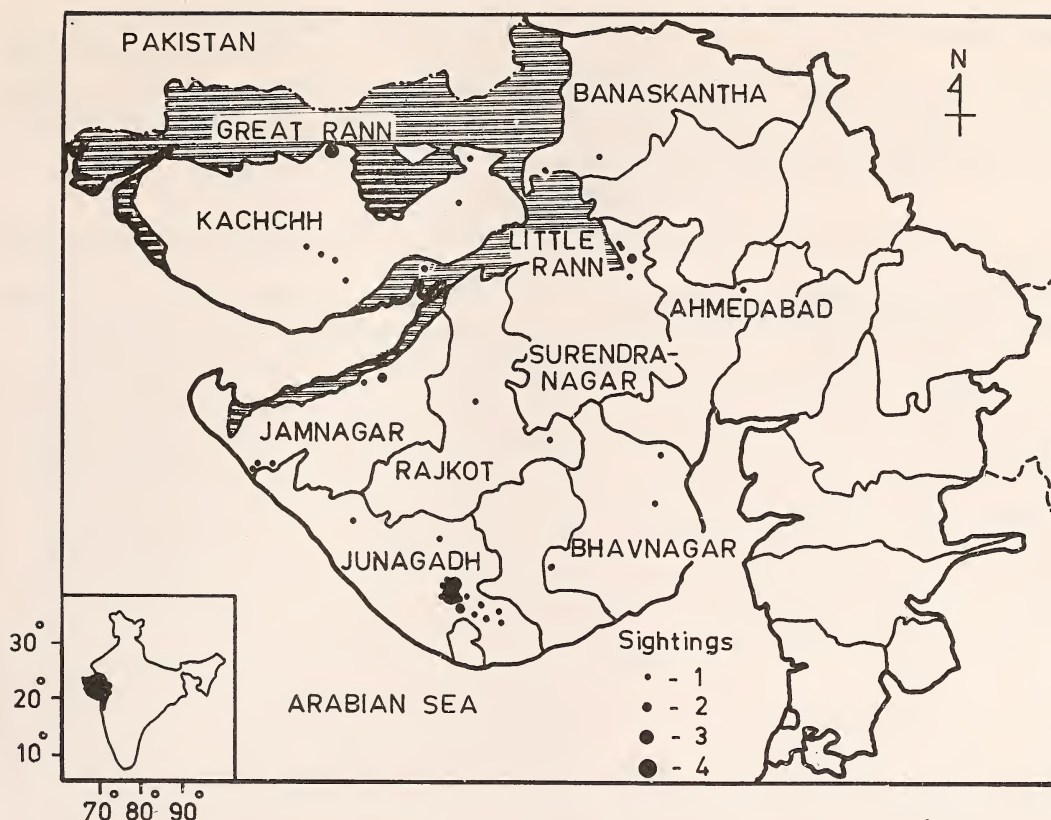 PAKISTAN
N
BANASKANTHA
GREAT RANN
KACHCHH
LITTLE
RANN
AHMEDABAD
SURENDRA-
NAGAR
JAMNAGAR
RAJKOT
JUNAGADH
BHAVNAGAR
ARABIAN SEA
Sightings
• - 1
• - 2
• - 3
• - 4
30°
20°
10°
70° 80° 90°